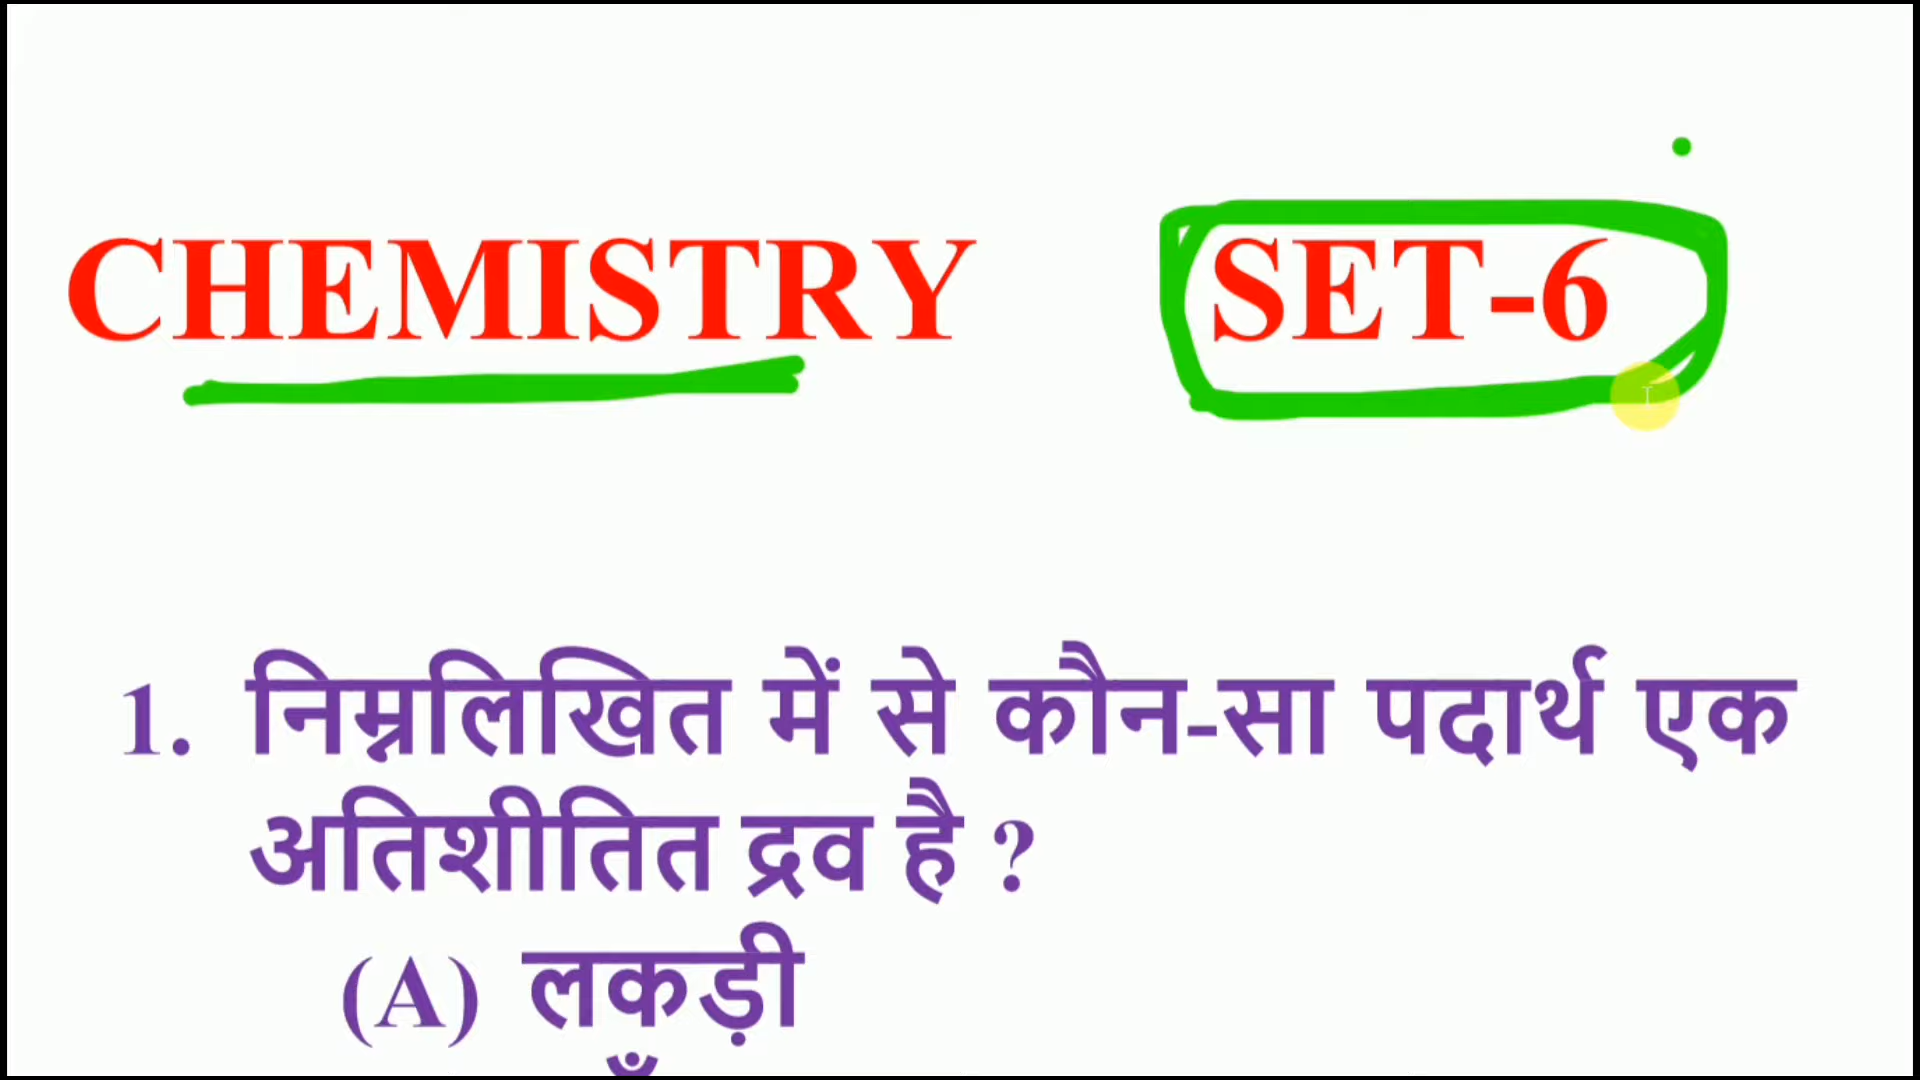 CHEMISTRY SET-6
1. निम्नलिखित में से कौन-सा पदार्थ एक
अतिशीतित द्रव है ?
(A) लकड़ी